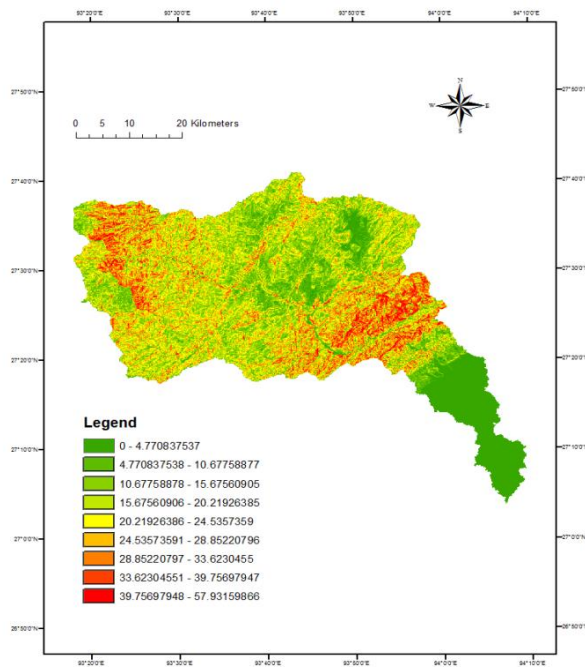 93°20'0"E 93°30'0"E 93°40'0"E 93°50'0"E 94°0'0"E 94°10'0"E
27°50'0"N 27°50'0"N
N
W E
S
0 5 10 20 Kilometers
27°40'0"N 27°40'0"N
27°30'0"N 27°30'0"N
27°20'0"N 27°20'0"N
Legend
0 - 4.770837537
27°10'0"N 27°10'0"N
4.770837538 - 10.67758877
10.67758878 - 15.67560905
15.67560906 - 20.21926385
20.21926386 - 24.5357359
27°0'0"N 27°0'0"N
24.53573591 - 28.85220796
28.85220797 - 33.6230455
33.62304551 - 39.75697947
39.75697948 - 57.93159866
26°50'0"N 26°50'0"N
93°20'0"E 93°30'0"E 93°40'0"E 93°50'0"E 94°0'0"E 94°10'0"E